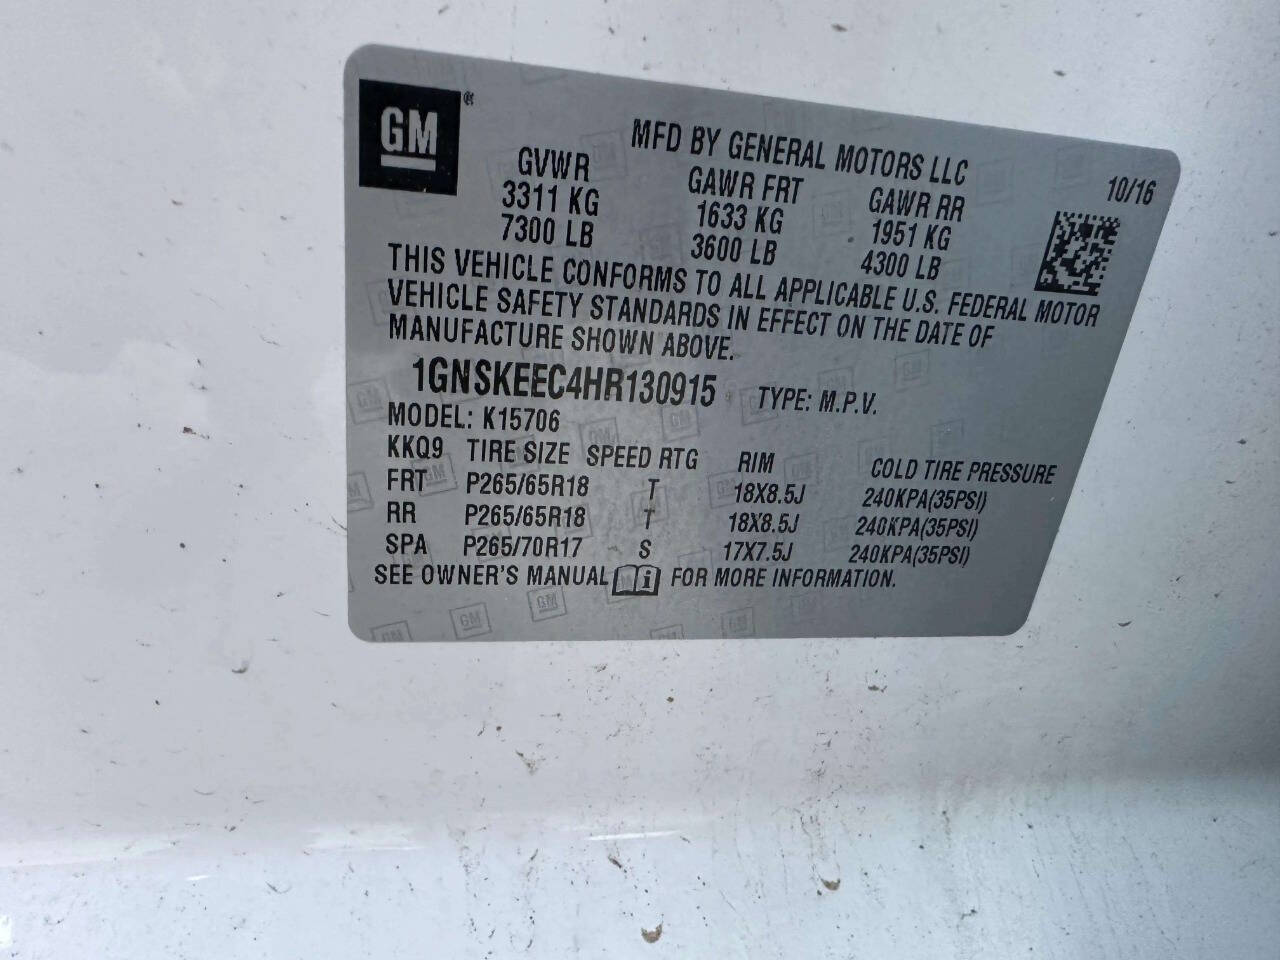 GM ®
MFD BY GENERAL MOTORS LLC
10/16
GVWR GAWR FRT GAWR RR
3311 KG 1633 KG 1951 KG
7300 LB 3600 LB 4300 LB
THIS VEHICLE CONFORMS TO ALL APPLICABLE U.S. FEDERAL MOTOR
VEHICLE SAFETY STANDARDS IN EFFECT ON THE DATE OF
MANUFACTURE SHOWN ABOVE.
1GNSKEEC4HR130915 TYPE: M.P.V.
MODEL: K15706
KKQ9 TIRE SIZE SPEED RTG RIM COLD TIRE PRESSURE
FRT P265/65R18 T 18X8.5J 240KPA(35PSI)
RR P265/65R18 T 18X8.5J 240KPA(35PSI)
SPA P265/70R17 S 17X7.5J 240KPA(35PSI)
SEE OWNER'S MANUAL i FOR MORE INFORMATION.